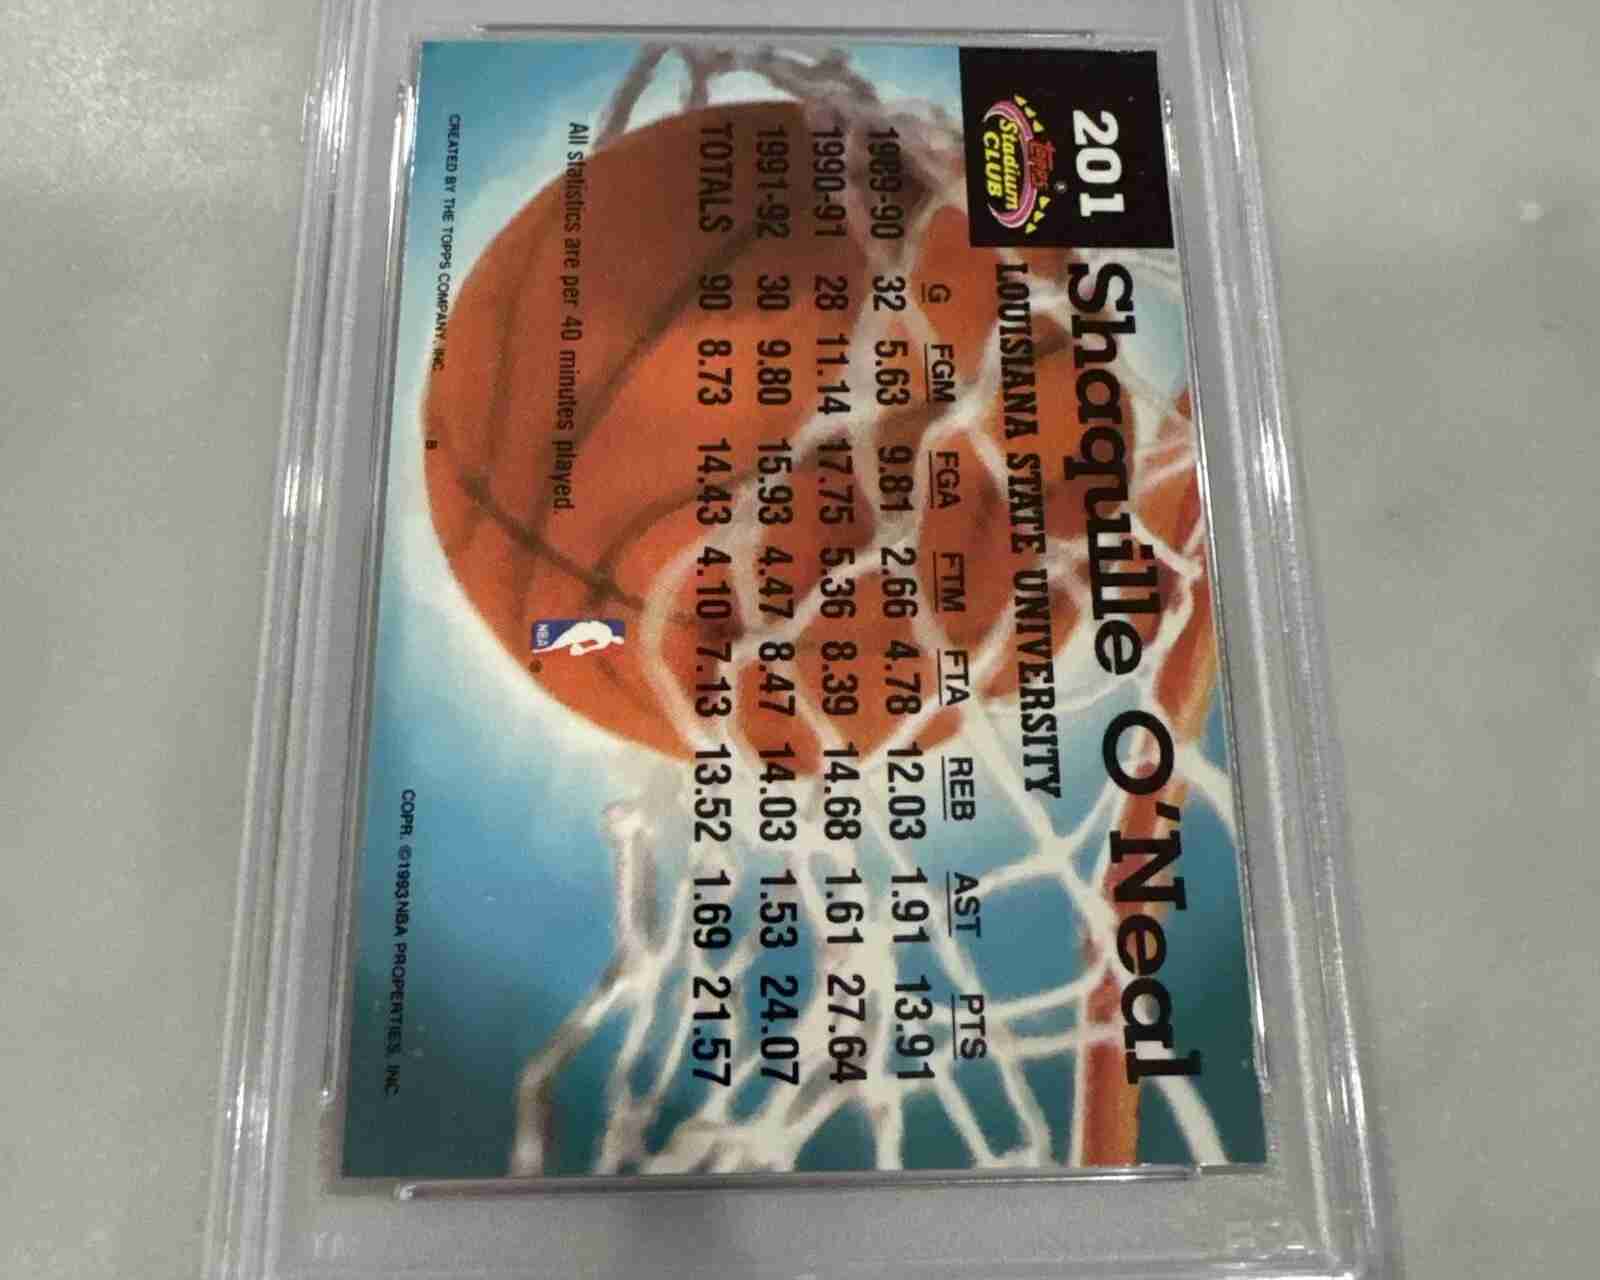 201
Topps
Stadium
CLUB
®
Shaquille O'Neal
LOUISIANA STATE UNIVERSITY
G FGM FGA FTM FTA REB AST PTS
1989-90 32 5.63 9.81 2.66 4.78 12.03 1.91 13.91
1990-91 28 11.14 17.75 5.36 8.39 14.68 1.61 27.64
1991-92 30 9.80 15.93 4.47 8.47 14.03 1.53 24.07
TOTALS 90 8.73 14.43 4.10 7.13 13.52 1.69 21.57
All statistics are per 40 minutes played.
NBA
®
CREATED BY THE TOPPS COMPANY, INC.
B
COPR. ©1993 NBA PROPERTIES, INC.